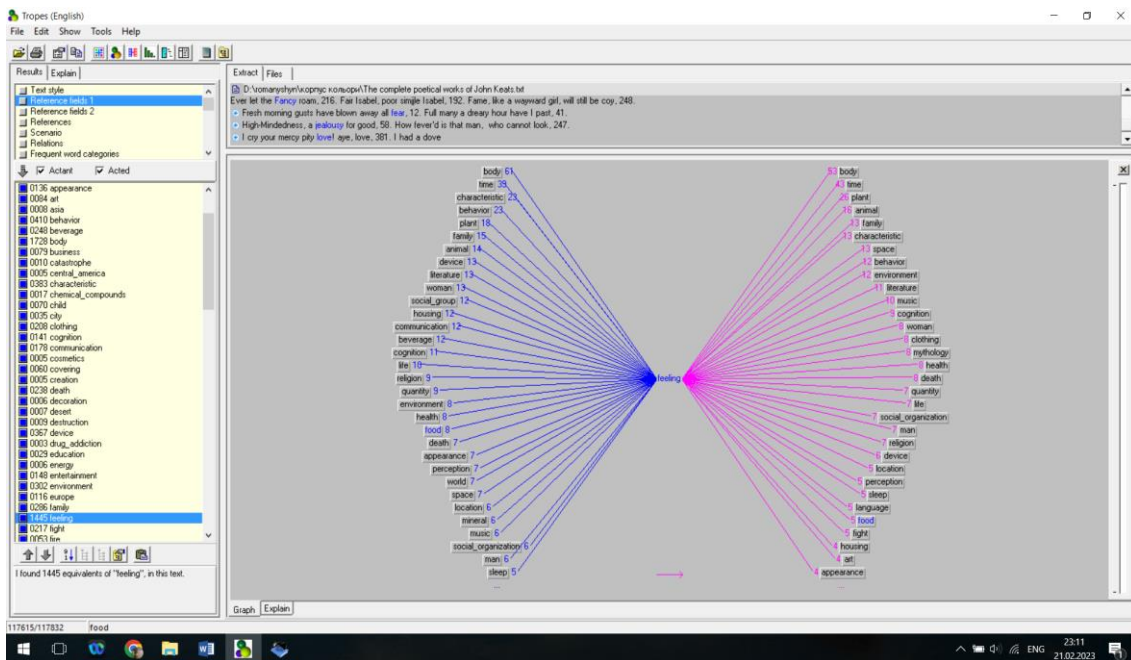 Tropes (English)
File Edit Show Tools Help
Results Explain
Text style
Reference fields 1
Reference fields 2
References
Scenario
Relations
Frequent word categories
Actant Acted
0136 appearance
0084 art
0008 asia
0410 behavior
0248 beverage
1728 body
0079 business
0010 catastrophe
0005 central_america
0383 characteristic
0017 chemical_compounds
0070 child
0035 city
0208 clothing
0141 cognition
0178 communication
0005 cosmetics
0060 covering
0005 creation
0238 death
0006 decoration
0007 desert
0009 destruction
0367 device
0003 drug_addiction
0029 education
0006 energy
0148 entertainment
0302 environment
0116 europe
0286 family
1445 feeling
0217 fight
0053 fire
I found 1445 equivalents of "feeling", in this text.
Extract Files
D:\romanyshyn\корпус кольори\The complete poetical works of John Keats.txt
Ever let the Fancy roam, 216. Fair Isabel, poor simple Isabel, 192. Fame, like a wayward girl, will still be coy, 248.
Fresh morning gusts have blown away all fear, 12. Full many a dreary hour have I past, 41.
High-Mindedness, a jealousy for good, 58. How fever'd is that man, who cannot look, 247.
I cry your mercy pity love! aye, love, 381. I had a dove
body 61
time 39
characteristic 23
behavior 23
plant 18
family 15
animal 14
device 13
literature 13
woman 13
social_group 12
housing 12
communication 12
beverage 12
cognition 11
life 10
religion 9
quantity 9
environment 8
health 8
food 8
death 7
appearance 7
perception 7
world 7
space 7
location 6
mineral 6
music 6
social_organization 6
man 6
sleep 5
...
feeling
53 body
43 time
26 plant
16 animal
13 family
13 characteristic
13 space
12 behavior
12 environment
11 literature
10 music
9 cognition
8 woman
8 clothing
8 mythology
8 health
8 death
7 quantity
7 life
7 social_organization
7 man
7 religion
6 device
5 location
5 perception
5 sleep
5 language
5 food
5 fight
4 housing
4 art
4 appearance
...
Graph Explain
117615/117832 food
ENG
23:11
21.02.2023